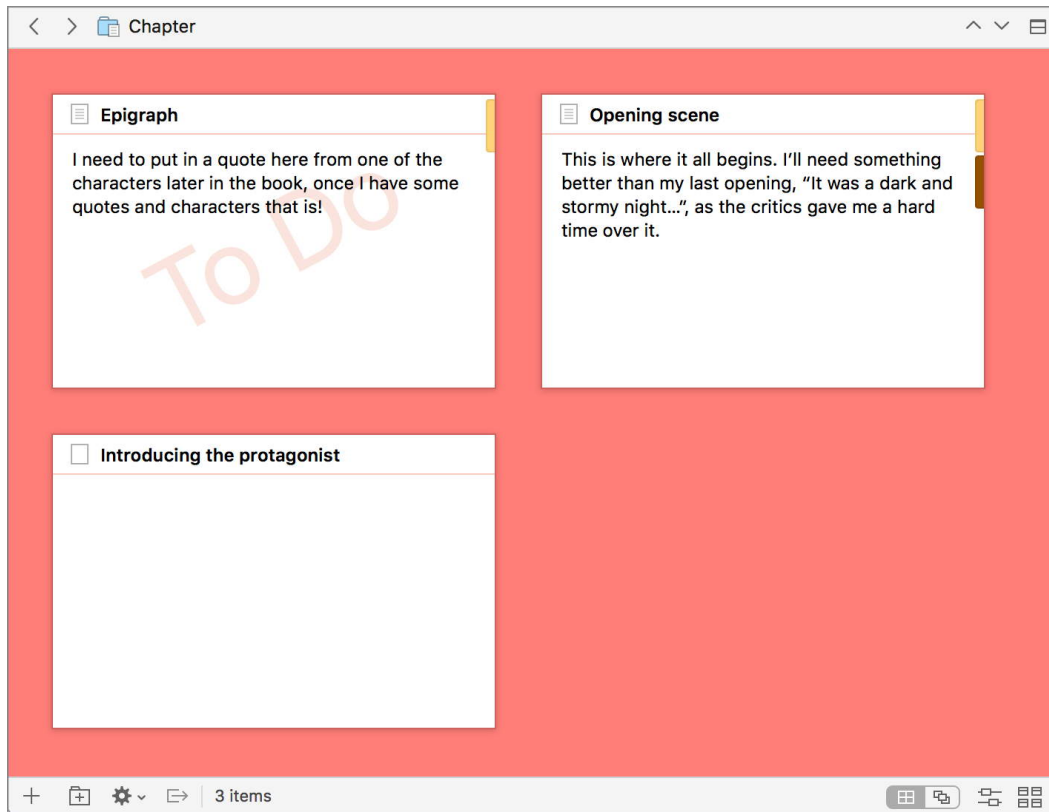 Chapter
Epigraph
I need to put in a quote here from one of the
characters later in the book, once I have some
quotes and characters that is!
To Do
Opening scene
This is where it all begins. I’ll need something
better than my last opening, “It was a dark and
stormy night…”, as the critics gave me a hard
time over it.
Introducing the protagonist
3 items